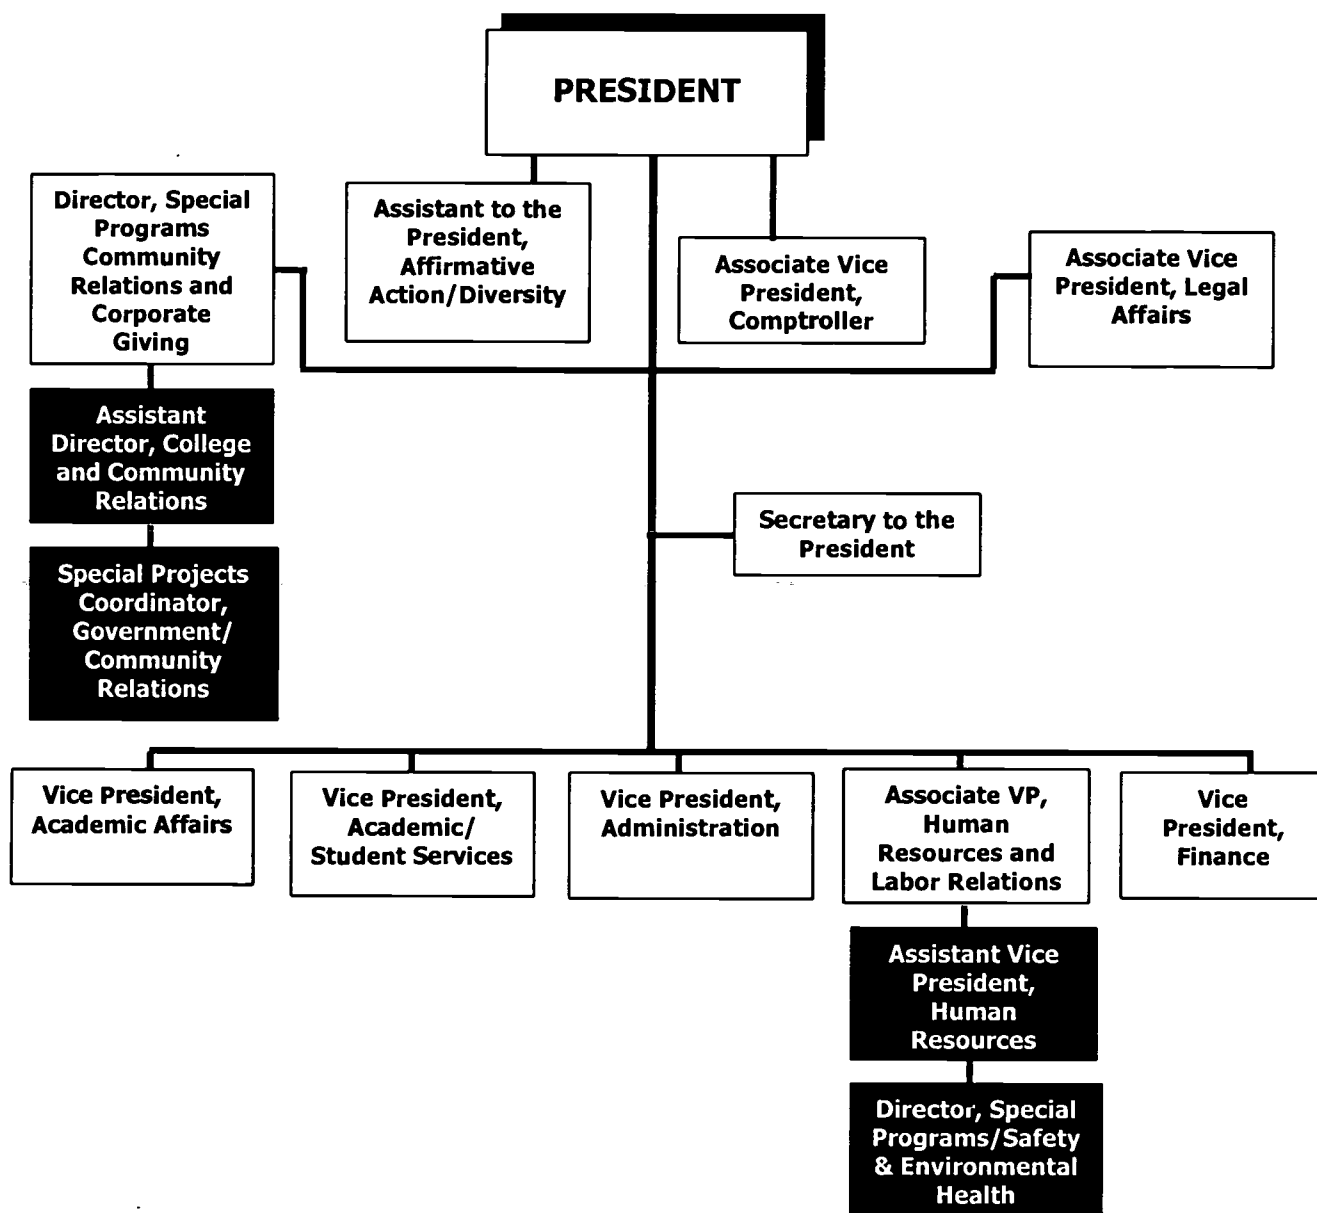 PRESIDENT
Director, Special
Programs
Community
Relations and
Corporate
Giving
Assistant to the
President,
Affirmative
Action/Diversity
Associate Vice
President,
Comptroller
Associate Vice
President, Legal
Affairs
Assistant
Director, College
and Community
Relations
Secretary to the
President
Special Projects
Coordinator,
Government/
Community
Relations
Vice President,
Academic Affairs
Vice President,
Academic/
Student Services
Vice President,
Administration
Associate VP,
Human
Resources and
Labor Relations
Vice
President,
Finance
Assistant Vice
President,
Human
Resources
Director, Special
Programs/Safety
& Environmental
Health